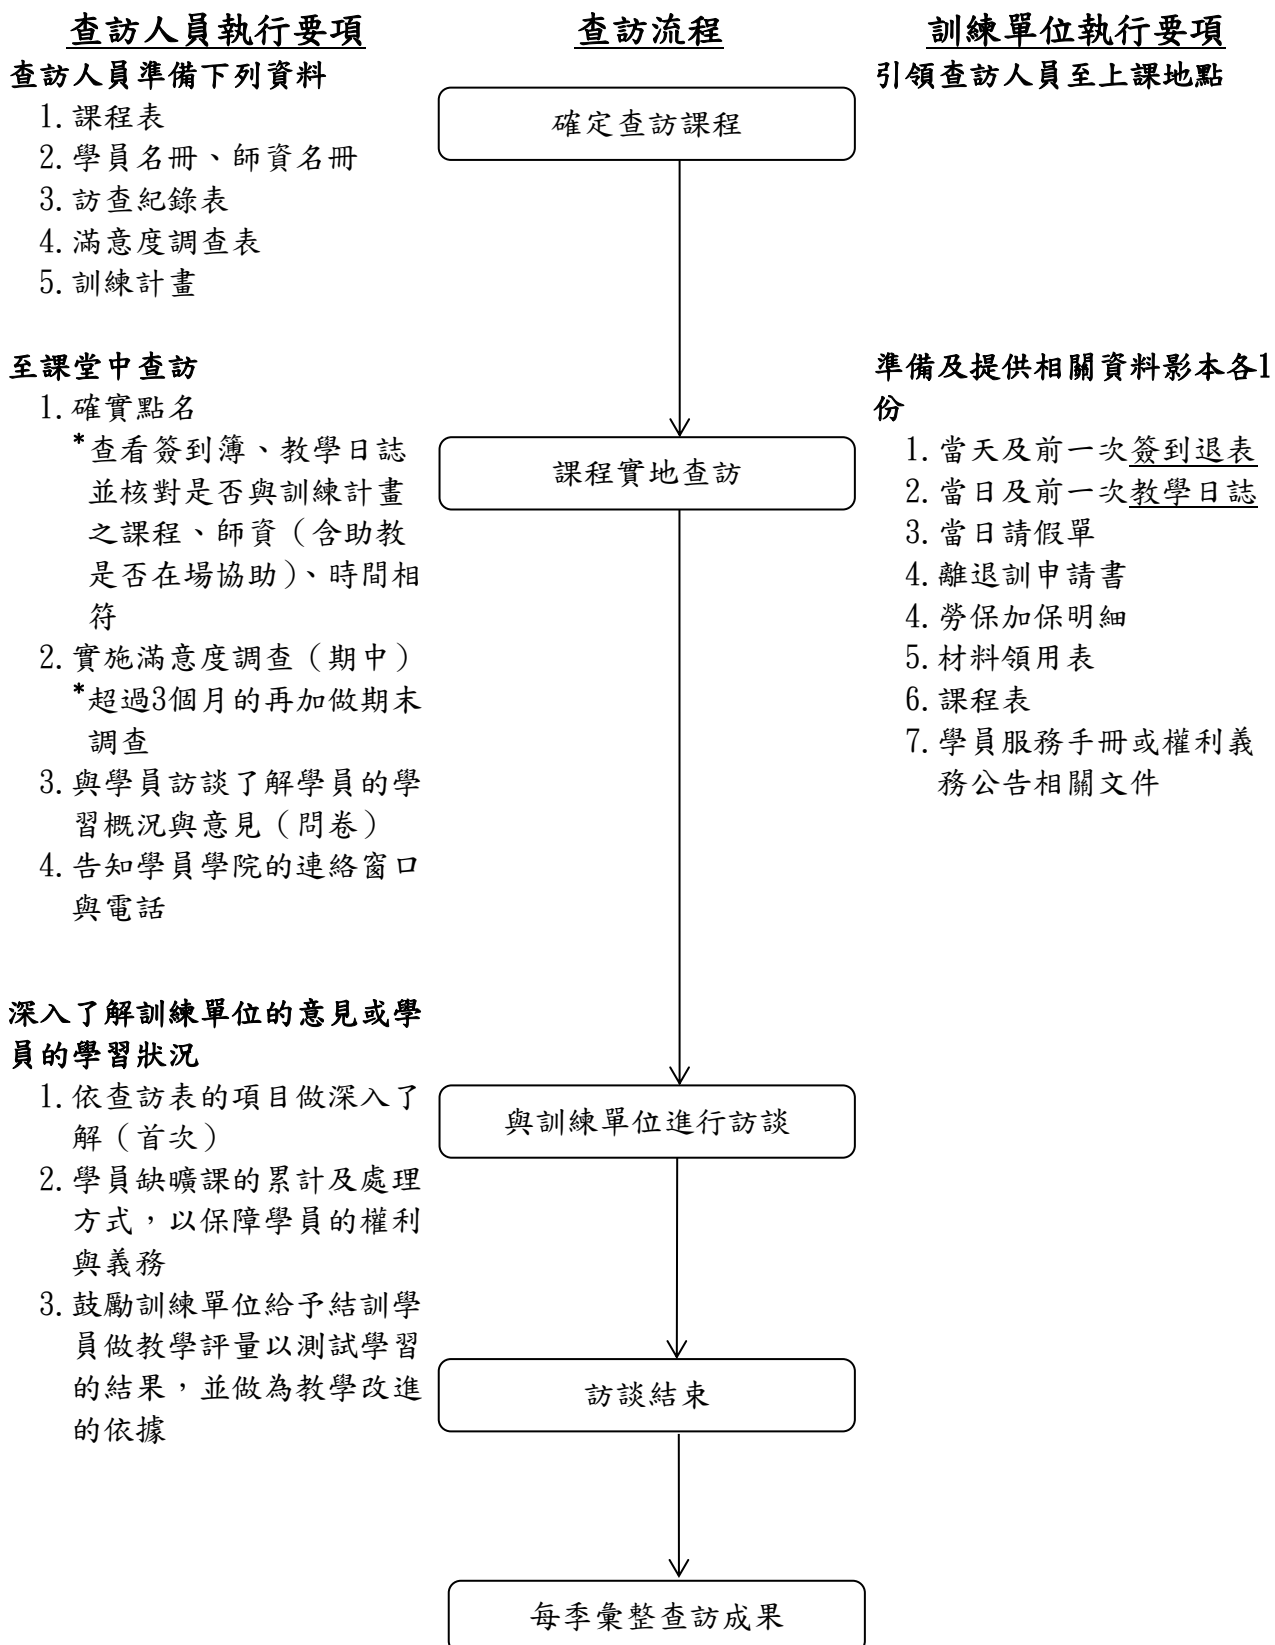 查訪人員執行要項
查訪人員準備下列資料
1.課程表
2.學員名冊、師資名冊
3.訪查紀錄表
4.滿意度調查表
5.訓練計畫
至課堂中查訪
1.確實點名
*查看簽到簿、教學日誌
並核對是否與訓練計畫
之課程、師資（含助教
是否在場協助）、時間相
符
2.實施滿意度調查（期中）
*超過3個月的再加做期末
調查
3.與學員訪談了解學員的學
習概況與意見（問卷）
4.告知學員學院的連絡窗口
與電話
深入了解訓練單位的意見或學
員的學習狀況
1.依查訪表的項目做深入了
解（首次）
2.學員缺曠課的累計及處理
方式，以保障學員的權利
與義務
3.鼓勵訓練單位給予結訓學
員做教學評量以測試學習
的結果，並做為教學改進
的依據
查訪流程
確定查訪課程
課程實地查訪
與訓練單位進行訪談
訪談結束
每季彙整查訪成果
訓練單位執行要項
引領查訪人員至上課地點
準備及提供相關資料影本各1
份
1.當天及前一次簽到退表
2.當日及前一次教學日誌
3.當日請假單
4.離退訓申請書
4.勞保加保明細
5.材料領用表
6.課程表
7.學員服務手冊或權利義
務公告相關文件